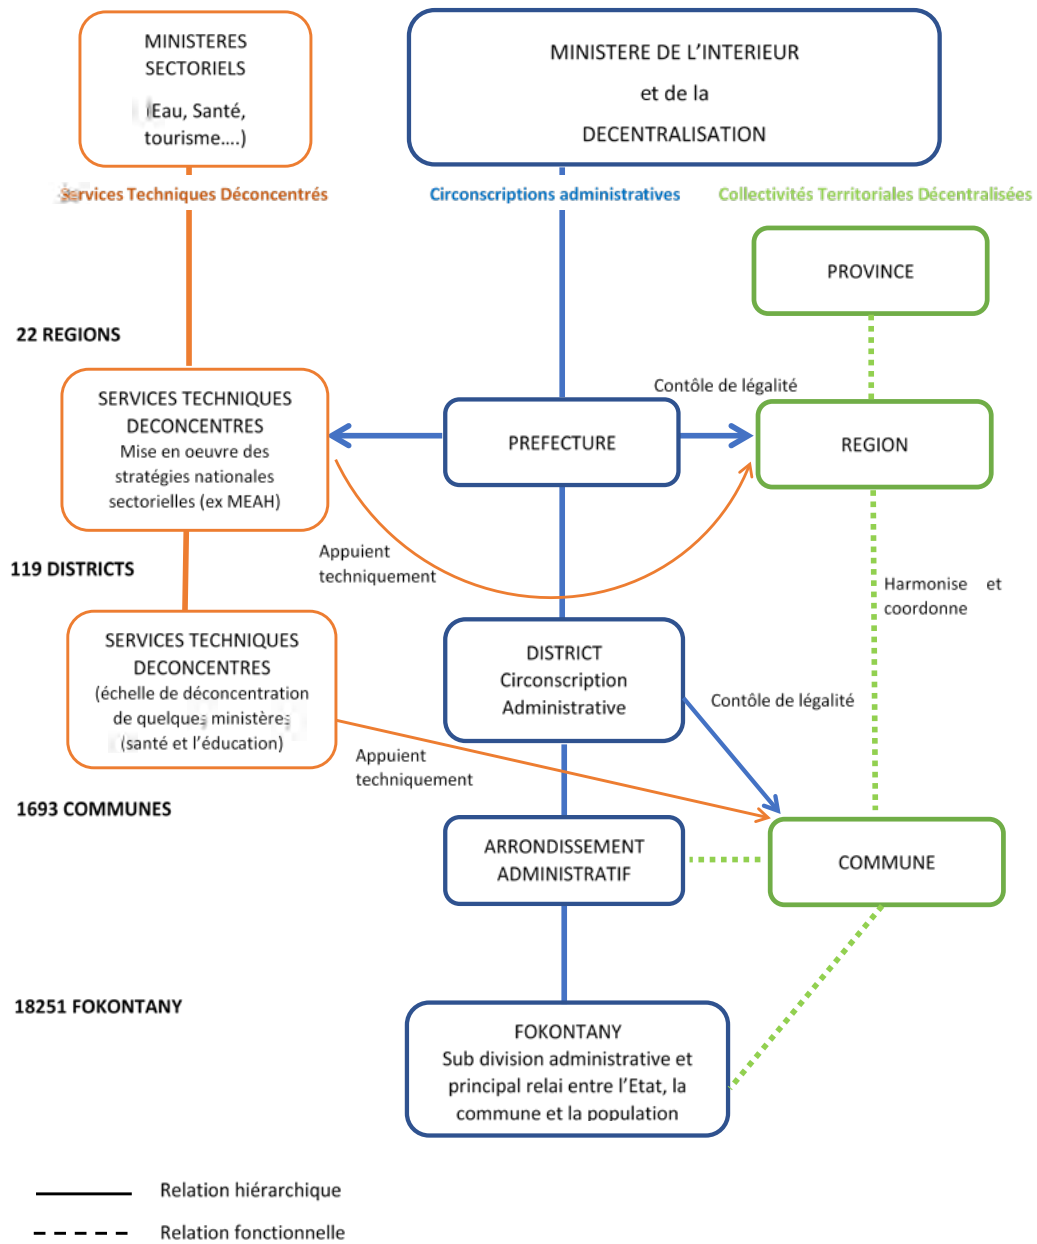 MINISTERES
SECTORIELS
(Eau, Santé,
tourisme....)
MINISTERE DE L'INTERIEUR
et de la
DECENTRALISATION
Services Techniques Déconcentrés
Circonscriptions administratives
Collectivités Territoriales Décentralisées
PROVINCE
22 REGIONS
SERVICES TECHNIQUES
DECONCENTRES
Mise en oeuvre des
stratégies nationales
sectorielles (ex MEAH)
PREFECTURE
Contôle de légalité
REGION
Appuient
techniquement
119 DISTRICTS
Harmonise et
coordonne
SERVICES TECHNIQUES
DECONCENTRES
(échelle de déconcentration
de quelques ministères
(santé et l'éducation)
DISTRICT
Circonscription
Administrative
Contôle de légalité
Appuient
techniquement
1693 COMMUNES
ARRONDISSEMENT
ADMINISTRATIF
COMMUNE
18251 FOKONTANY
FOKONTANY
Sub division administrative et
principal relai entre l'Etat, la
commune et la population
Relation hiérarchique
Relation fonctionnelle